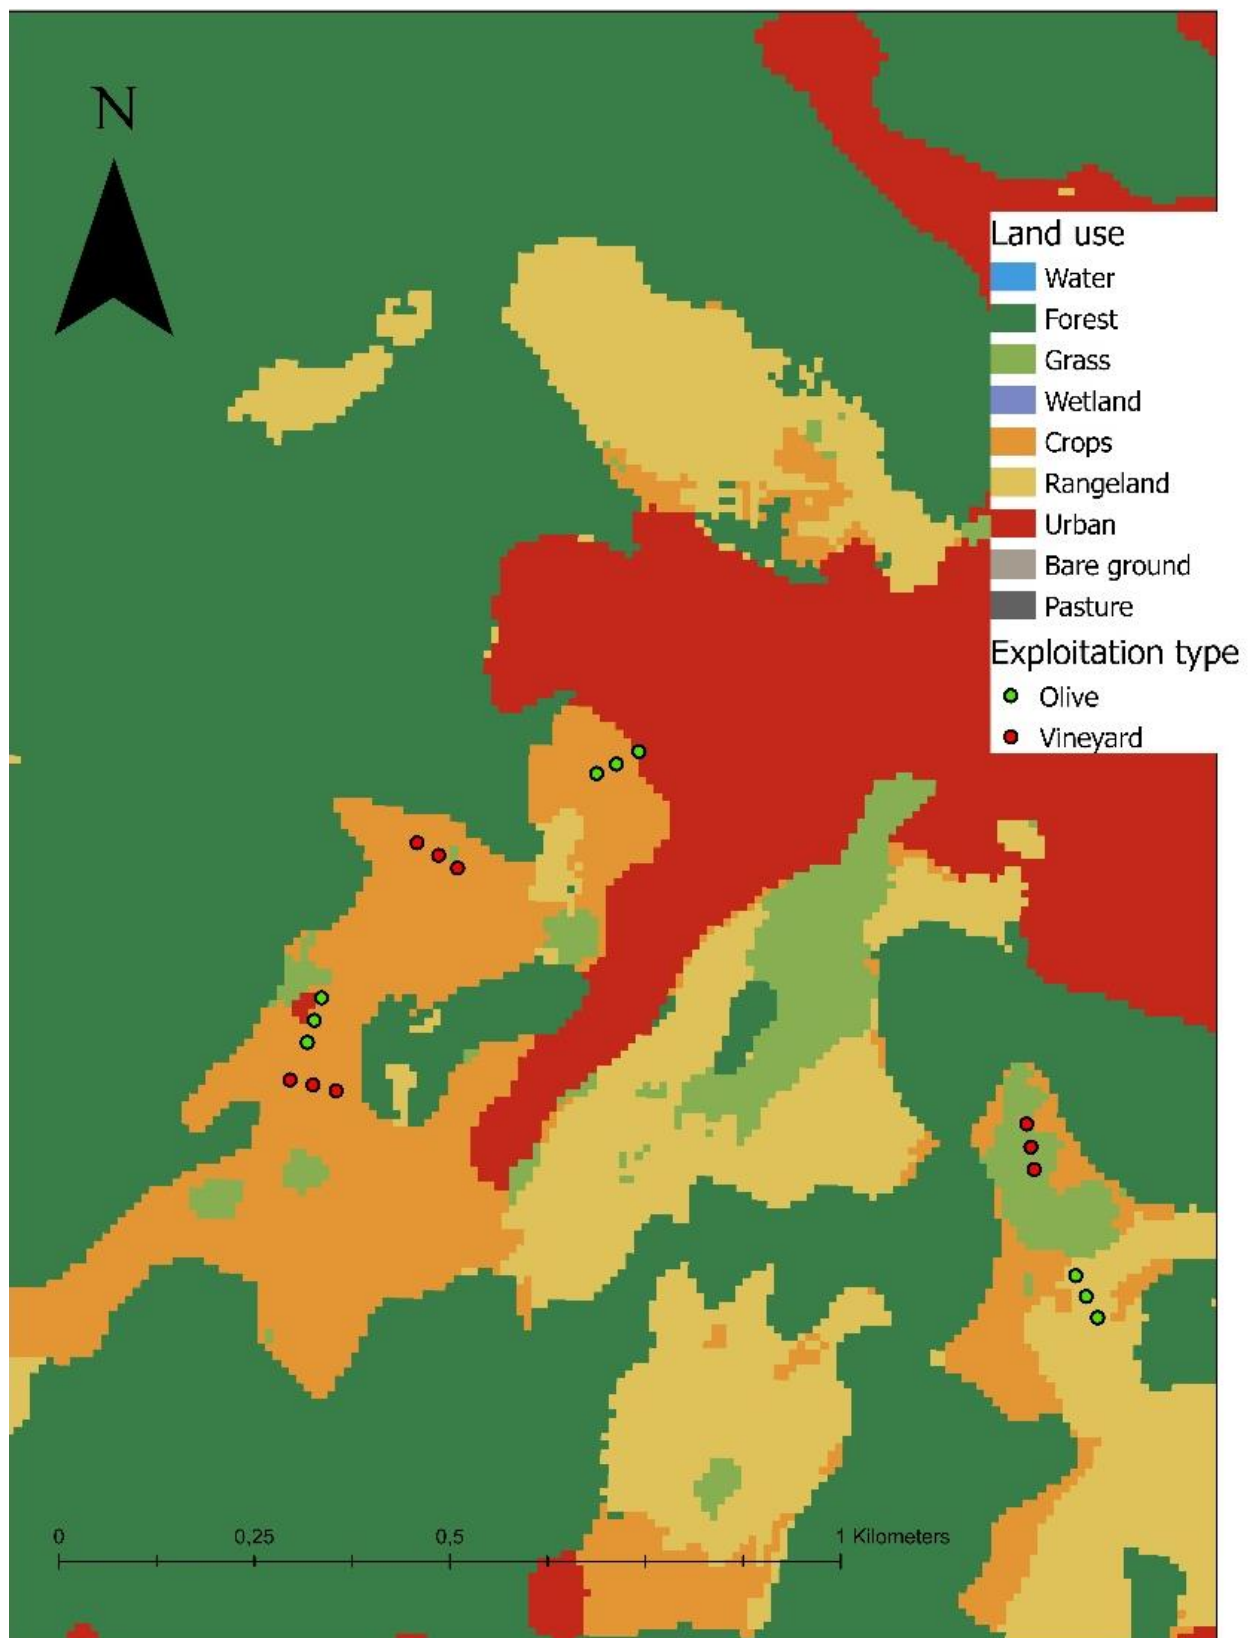 N
Land use
Water
Forest
Grass
Wetland
Crops
Rangeland
Urban
Bare ground
Pasture
Exploitation type
Olive
Vineyard
0 0,25 0,5 1 Kilometers